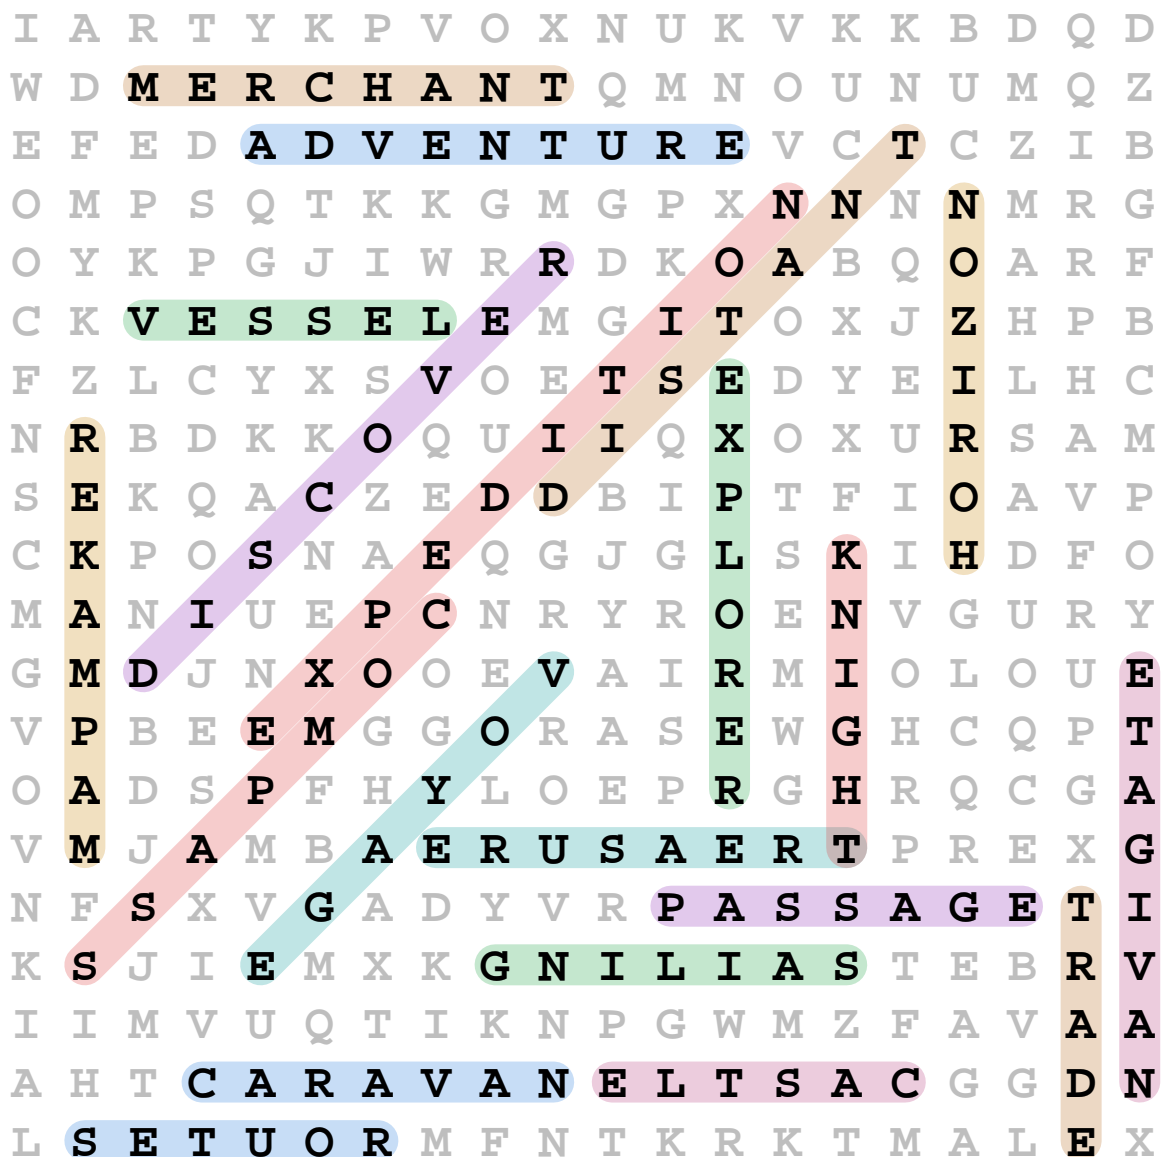 I A R T Y K P V O X N U K V K K B D Q D
W D M E R C H A N T Q M N O U N U M Q Z
E F E D A D V E N T U R E V C T C Z I B
O M P S Q T K K G M G P X N N N N M R G
O Y K P G J I W R R D K O A B Q O A R F
C K V E S S E L E M G I T O X J Z H P B
F Z L C Y X S V O E T S E D Y E I L H C
N R B D K K O Q U I I Q X O X U R S A M
S E K Q A C Z E D D B I P T F I O A V P
C K P O S N A E Q G J G L S K I H D F O
M A N I U E P C N R Y R O E N V G U R Y
G M D J N X O O E V A I R M I O L O U E
V P B E E M G G O R A S E W G H C Q P T
O A D S P F H Y L O E P R G H R Q C G A
V M J A M B A E R U S A E R T P R E X G
N F S X V G A D Y V R P A S S A G E T I
K S J I E M X K G N I L I A S T E B R V
I I M V U Q T I K N P G W M Z F A V A A
A H T C A R A V A N E L T S A C G G D N
L S E T U O R M F N T K R K T M A L E X